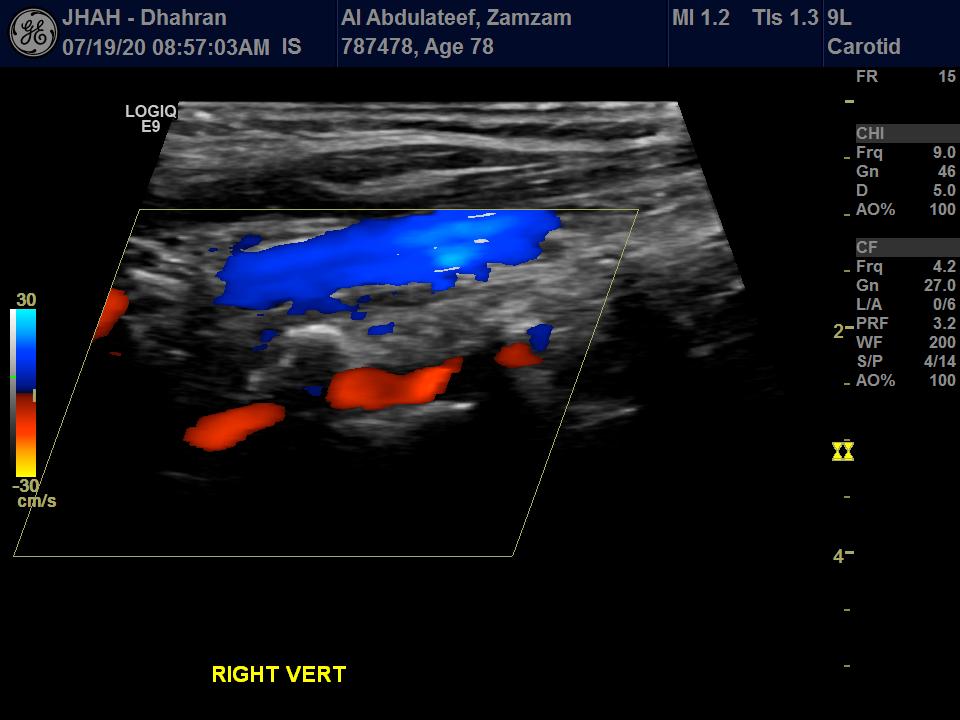 JHAH - Dhahran
07/19/20 08:57:03AM IS
Al Abdulateef, Zamzam
787478, Age 78
MI 1.2 TIs 1.3
9L
Carotid
LOGIQ
E9
FR 15
CHI
Frq 9.0
Gn 46
D 5.0
AO% 100
CF
Frq 4.2
Gn 27.0
L/A 0/6
PRF 3.2
WF 200
S/P 4/14
AO% 100
30
-30
cm/s
2
4
RIGHT VERT